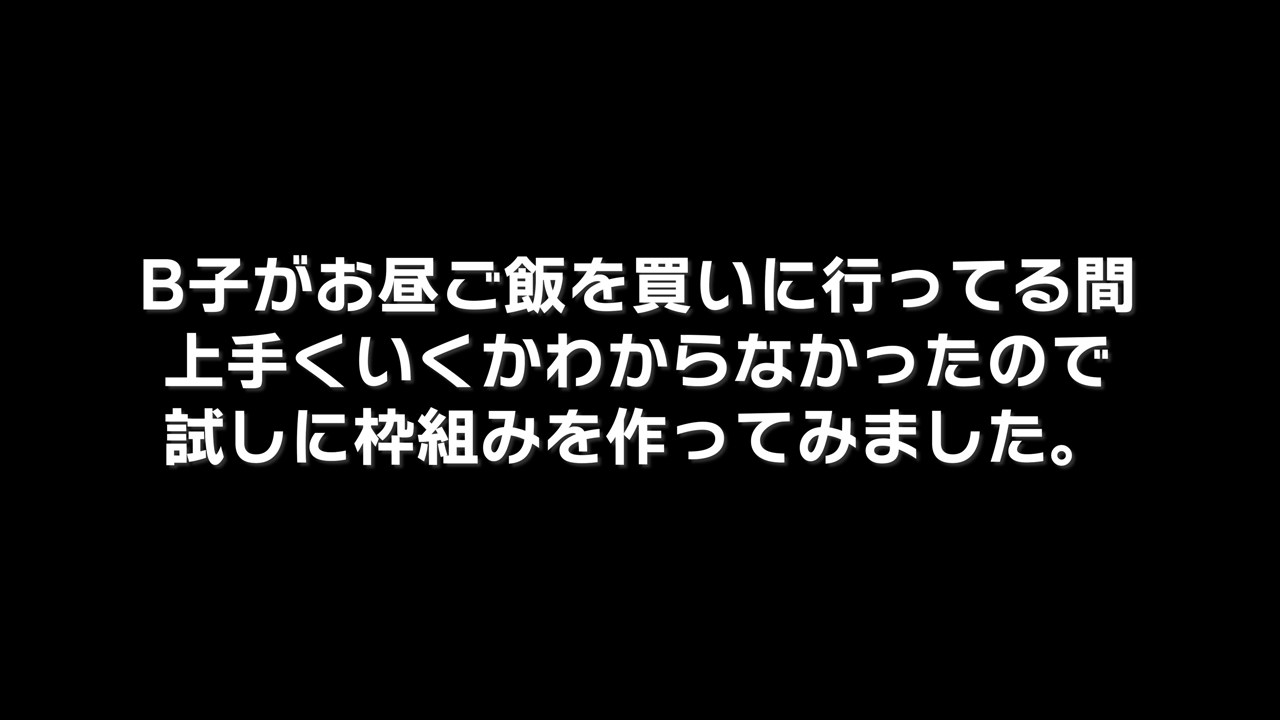 B子がお昼ご飯を買いに行ってる間
上手くいくかわからなかったので
試しに枠組みを作ってみました。